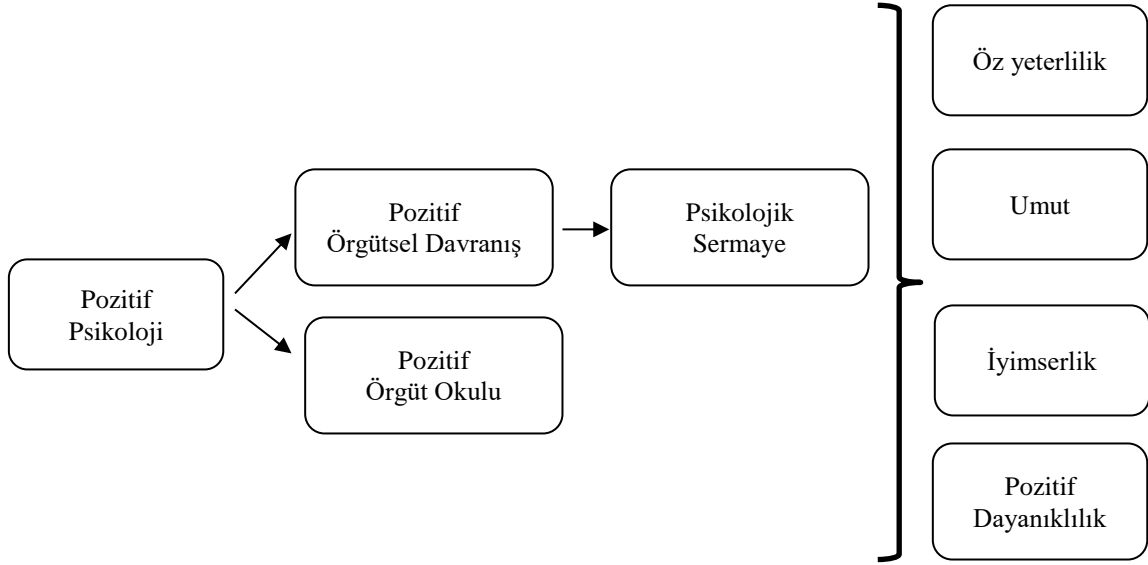 Pozitif
Psikoloji
Pozitif
Örgütsel Davranış
Pozitif
Örgüt Okulu
Psikolojik
Sermaye
Öz yeterlilik
Umut
İyimserlik
Pozitif
Dayanıklılık